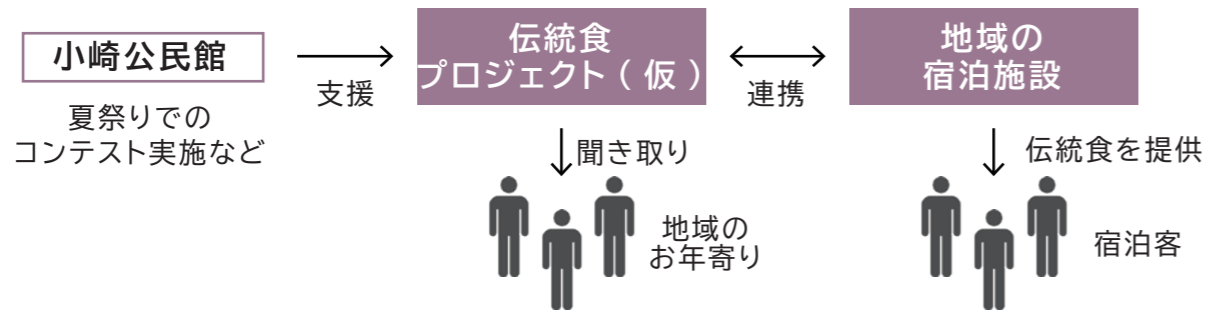 小崎公民館
支援
夏祭りでの
コンテスト実施など
伝統食
プロジェクト(仮)
連携
地域の
宿泊施設
聞き取り
地域の
お年寄り
伝統食を提供
宿泊客